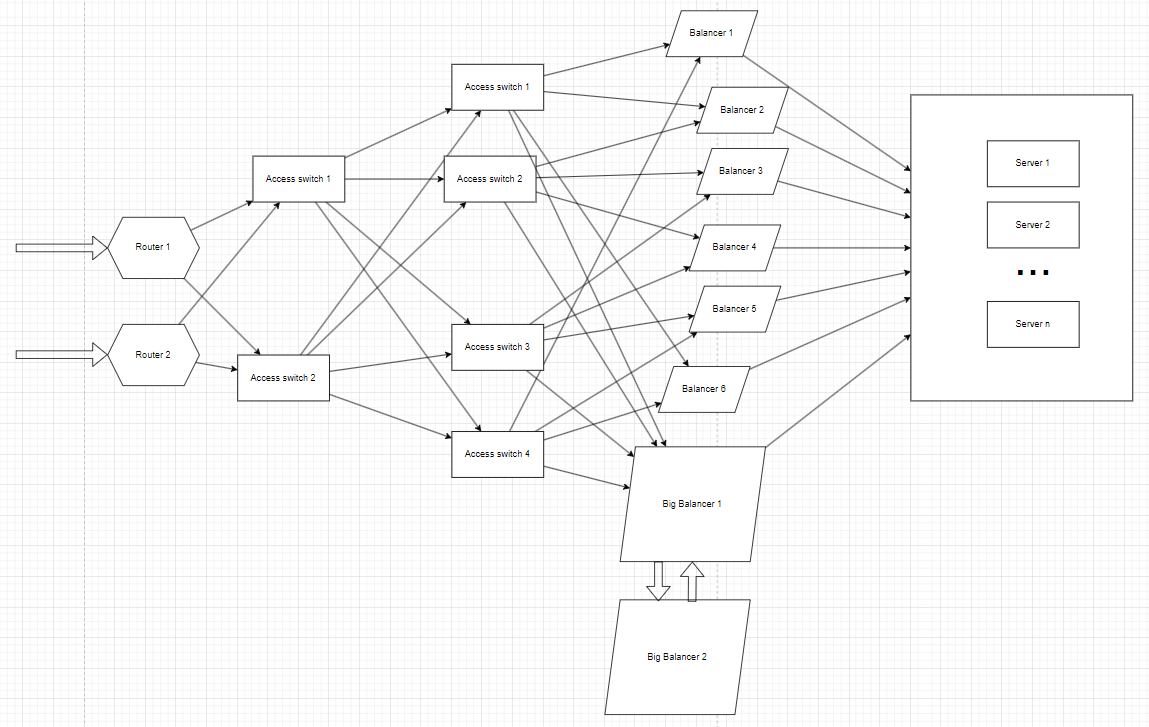 Balancer 1
Access switch 1
Balancer 2
Server 1
Access switch 1
Access switch 2
Balancer 3
Server 2
Router 1
Balancer 4
...
Balancer 5
Server n
Router 2
Access switch 3
Access switch 2
Balancer 6
Access switch 4
Big Balancer 1
Big Balancer 2